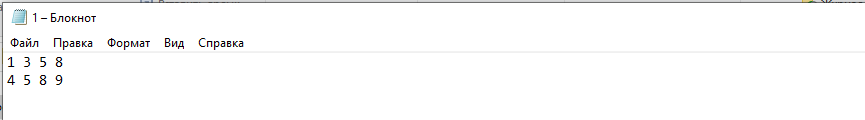 1 – Блокнот
Файл Правка Формат Вид Справка
1 3 5 8
4 5 8 9